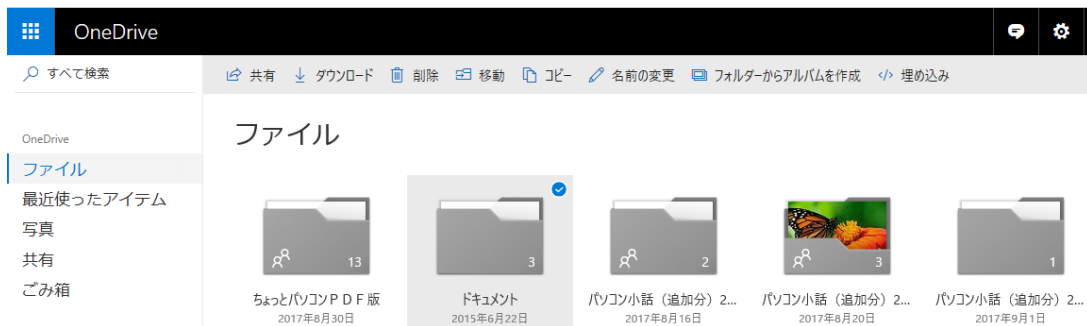 OneDrive
すべて検索
共有 ダウンロード 削除 移動 コピー 名前の変更 フォルダーからアルバムを作成 </> 埋め込み
OneDrive
ファイル
最近使ったアイテム
写真
共有
ごみ箱
ファイル
13 3 2 3 1
ちょっとパソコンＰＤＦ版 ドキュメント パソコン小話（追加分）2... パソコン小話（追加分）2... パソコン小話（追加分）2...
2017年8月30日 2015年6月22日 2017年8月16日 2017年8月20日 2017年9月1日